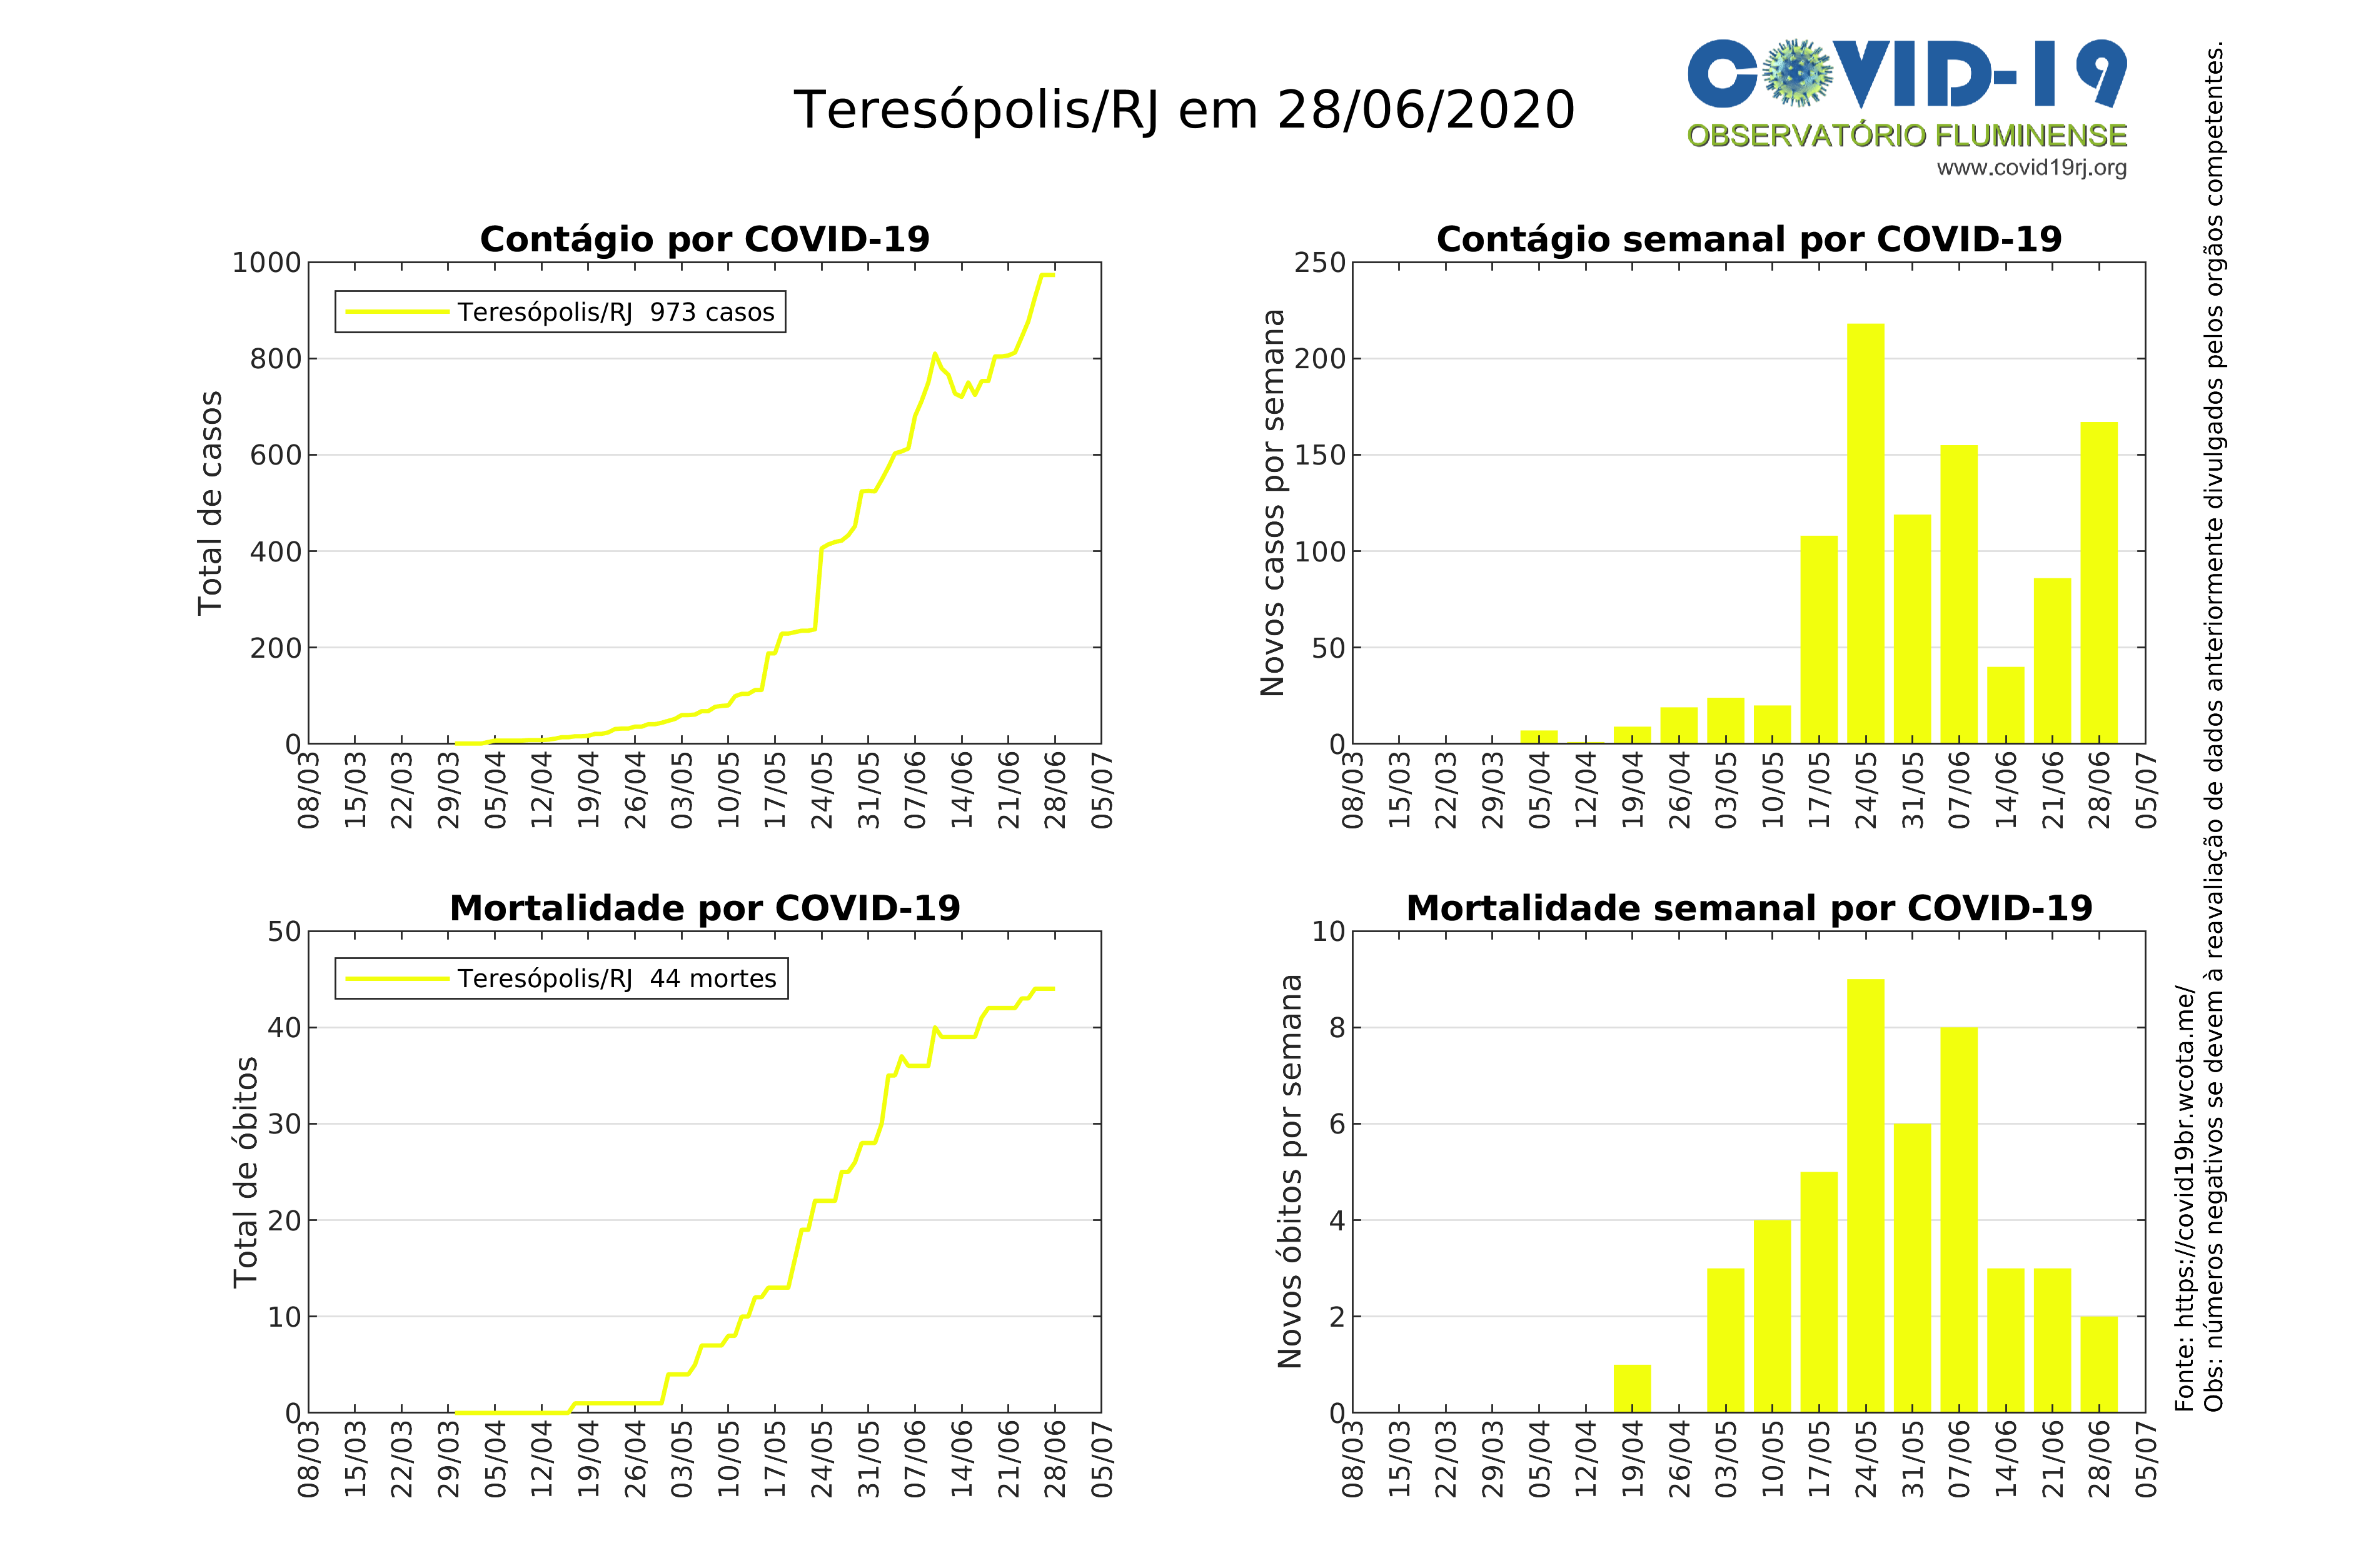 Teresópolis/RJ em 28/06/2020
COVID-19
OBSERVATÓRIO FLUMINENSE
www.covid19rj.org
Contágio por COVID-19
Total de casos
1000
800
600
400
200
0
Teresópolis/RJ  973 casos
08/03 15/03 22/03 29/03 05/04 12/04 19/04 26/04 03/05 10/05 17/05 24/05 31/05 07/06 14/06 21/06 28/06 05/07
Contágio semanal por COVID-19
Novos casos por semana
250
200
150
100
50
0
08/03 15/03 22/03 29/03 05/04 12/04 19/04 26/04 03/05 10/05 17/05 24/05 31/05 07/06 14/06 21/06 28/06 05/07
Mortalidade por COVID-19
Total de óbitos
50
40
30
20
10
0
Teresópolis/RJ  44 mortes
08/03 15/03 22/03 29/03 05/04 12/04 19/04 26/04 03/05 10/05 17/05 24/05 31/05 07/06 14/06 21/06 28/06 05/07
Mortalidade semanal por COVID-19
Novos óbitos por semana
10
8
6
4
2
0
08/03 15/03 22/03 29/03 05/04 12/04 19/04 26/04 03/05 10/05 17/05 24/05 31/05 07/06 14/06 21/06 28/06 05/07
Fonte: https://covid19br.wcota.me/
Obs: números negativos se devem à reavaliação de dados anteriormente divulgados pelos orgãos competentes.